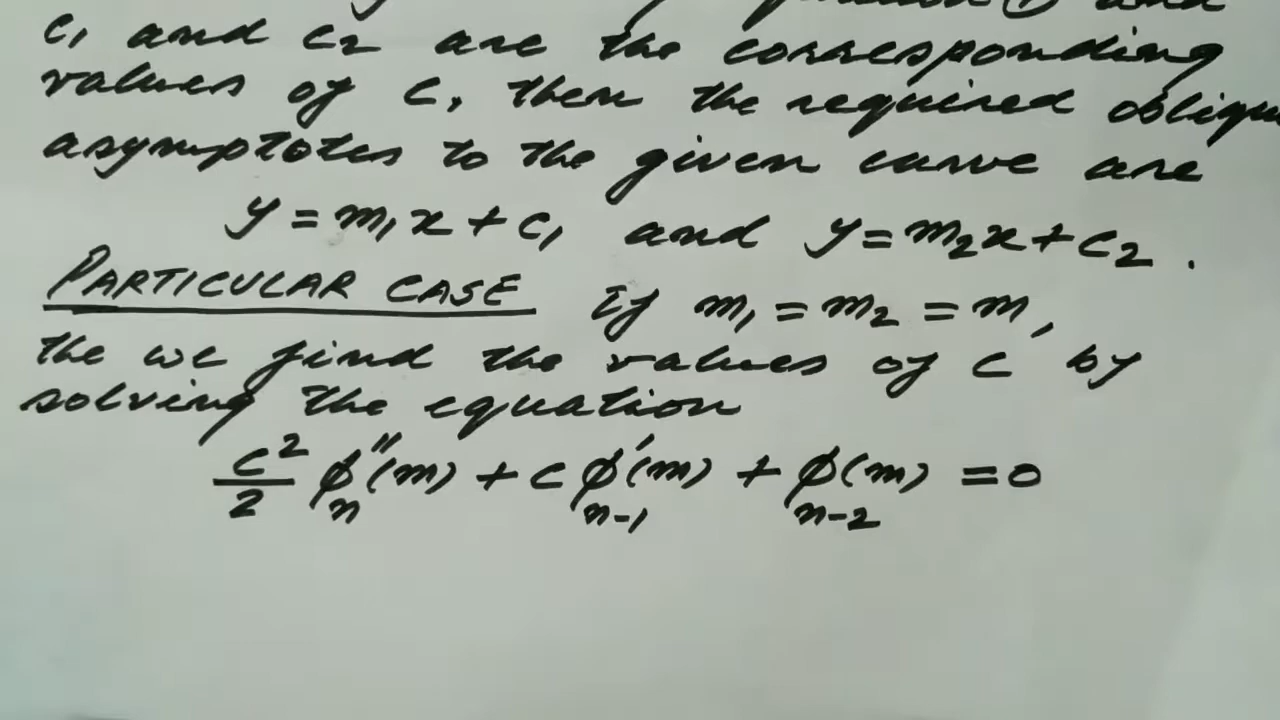 and
c₁ and c₂ are the corresponding
values of c, then the required obliqu
asymptotes to the given curve are
y = m₁x + c₁ and y = m₂x + c₂ .
PARTICULAR CASE If m₁ = m₂ = m,
the we find the values of c by
solving the equation
c²/2 ϕ″ₙ(m) + c ϕ′ₙ₋₁(m) + ϕₙ₋₂(m) = 0